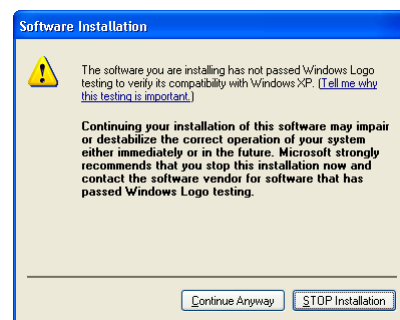 Software Installation
The software you are installing has not passed Windows Logo
testing to verify its compatibility with Windows XP. (Tell me why
this testing is important.)
Continuing your installation of this software may impair
or destabilize the correct operation of your system
either immediately or in the future. Microsoft strongly
recommends that you stop this installation now and
contact the software vendor for software that has
passed Windows Logo testing.
Continue Anyway STOP Installation